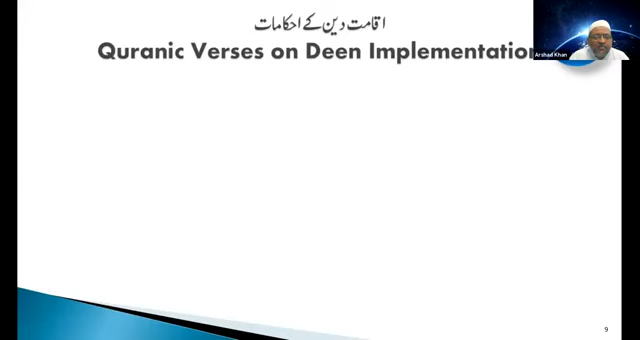 اقامت دین کے احکامات
Quranic Verses on Deen Implementation
Arshad Khan
9